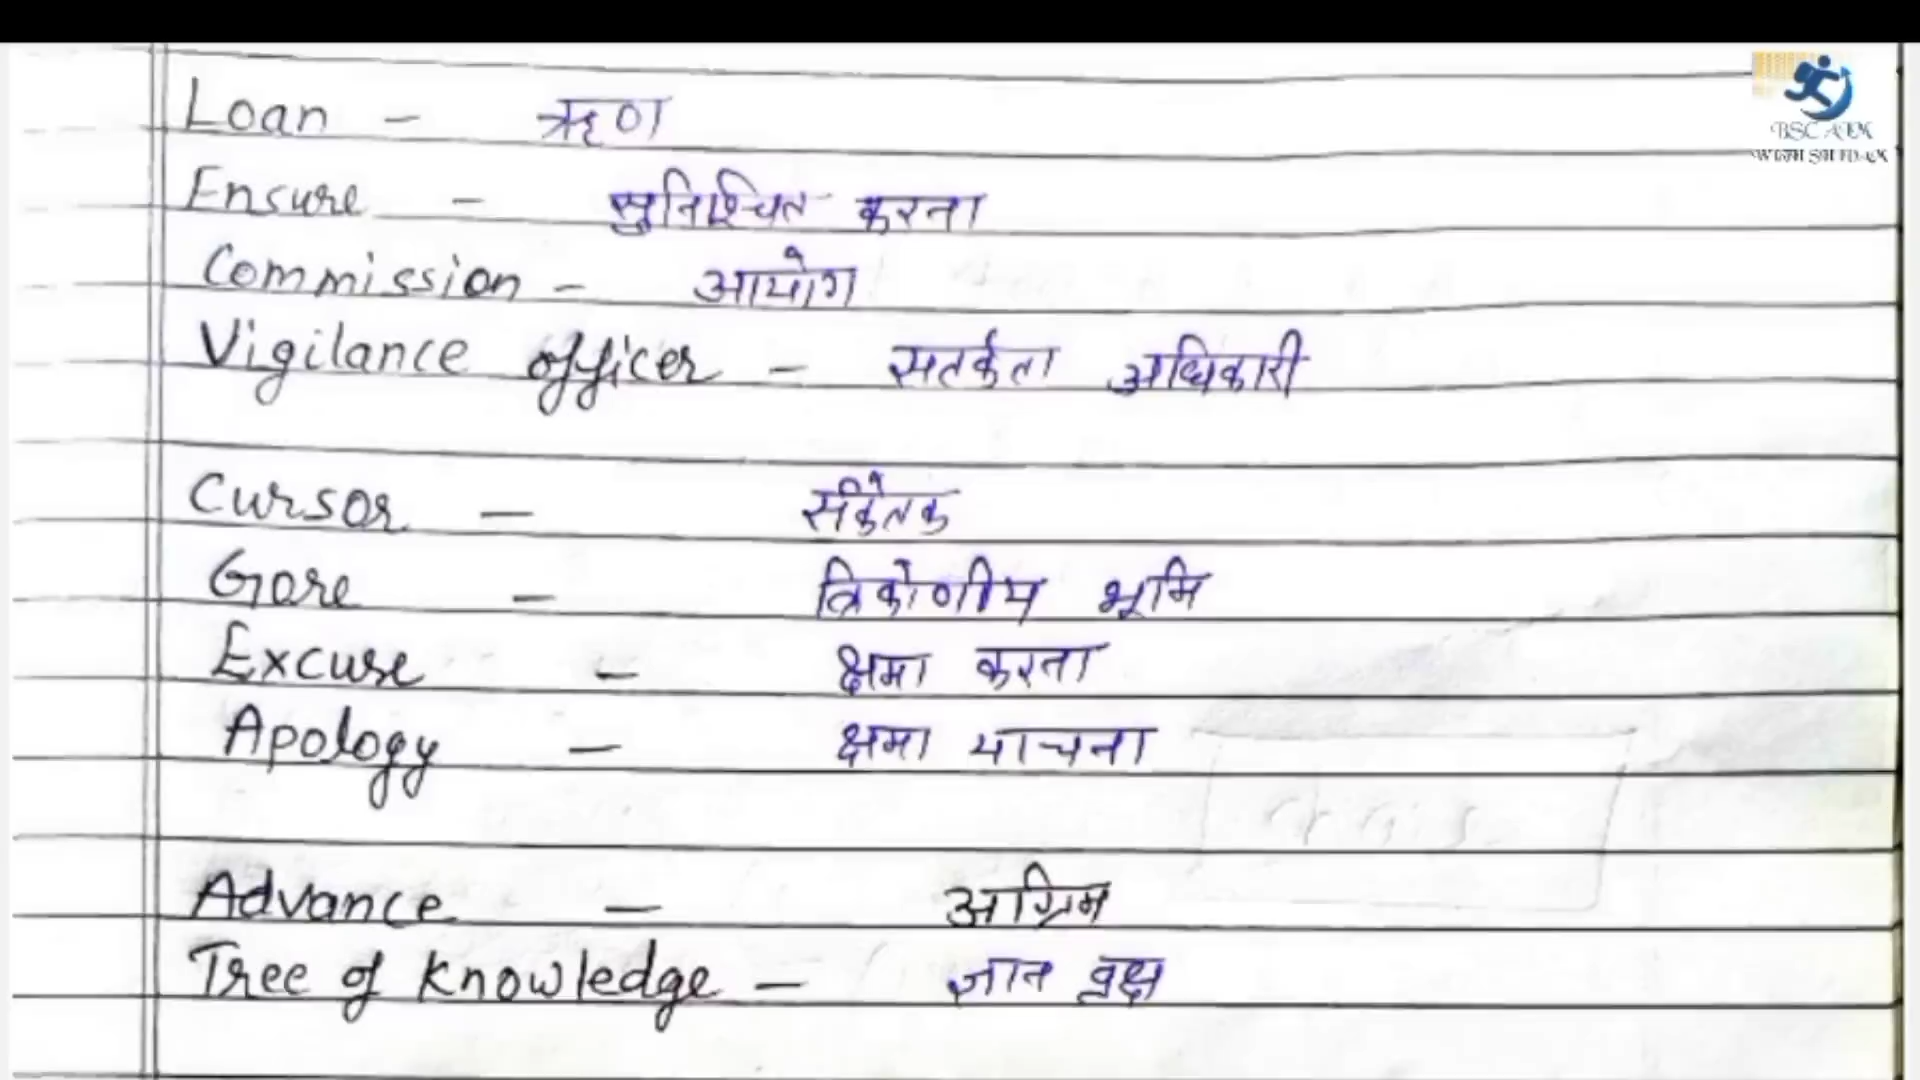 Loan - ऋण
Ensure - सुनिश्चित करना
Commission - आयोग
Vigilance officer - सतर्कता अधिकारी
Cursor - संकेतक
Gore - त्रिकोणीय भूमि
Excuse - क्षमा करना
Apology - क्षमा याचना
Advance - अग्रिम
Tree of knowledge - ज्ञान वृक्ष